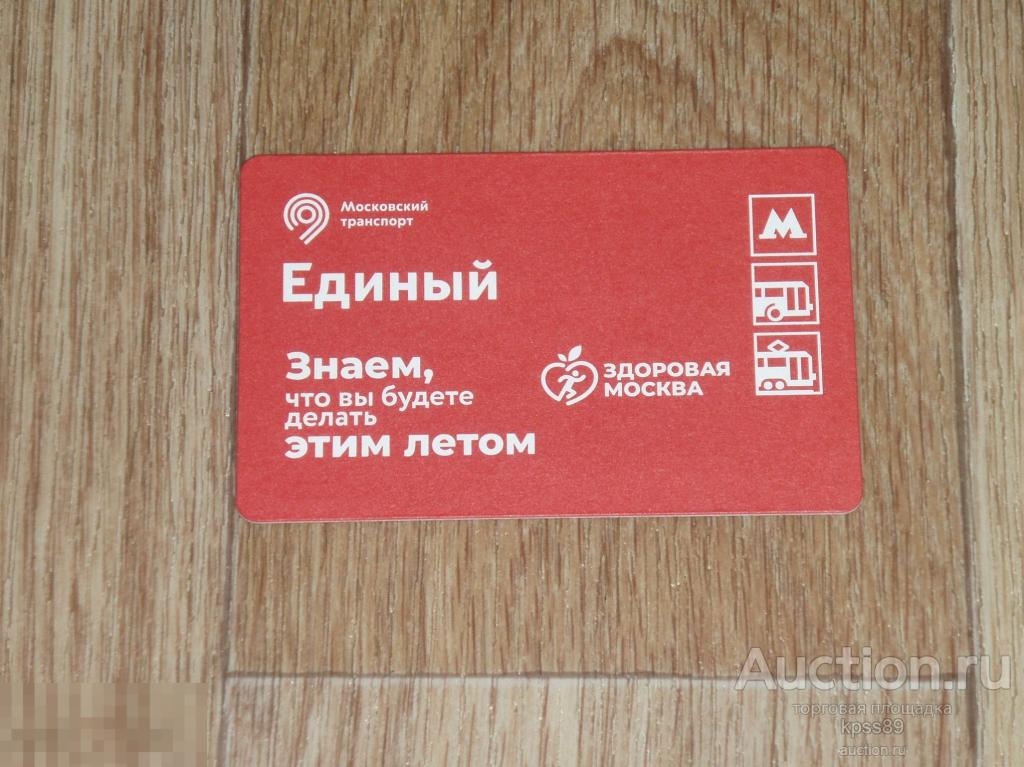 Московский
транспорт
Единый
М
Знаем,
что вы будете
делать
этим летом
ЗДОРОВАЯ
МОСКВА
Auction.ru
торговая площадка
kpss89
auction.ru